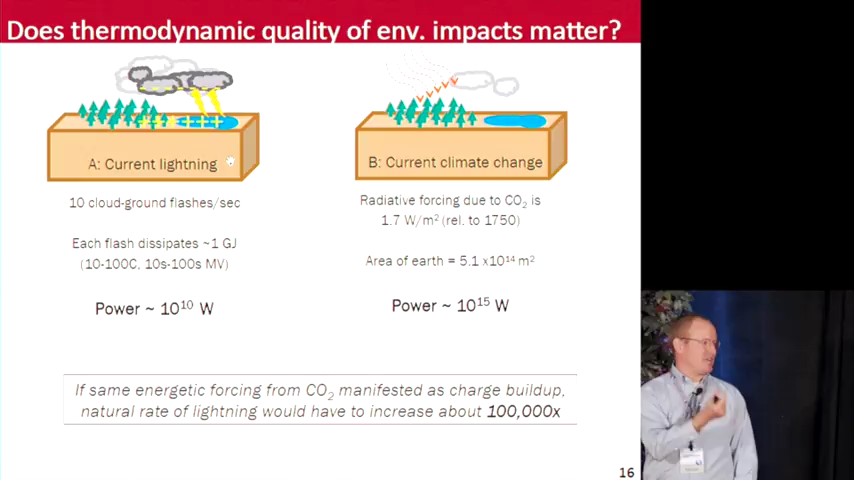 Does thermodynamic quality of env. impacts matter?
A: Current lightning
10 cloud-ground flashes/sec
Each flash dissipates ~1 GJ
(10-100C, 10s-100s MV)
Power ~ 10¹⁰ W
B: Current climate change
Radiative forcing due to CO₂ is
1.7 W/m² (rel. to 1750)
Area of earth = 5.1 x10¹⁴ m²
Power ~ 10¹⁵ W
If same energetic forcing from CO₂ manifested as charge buildup,
natural rate of lightning would have to increase about 100,000x
16